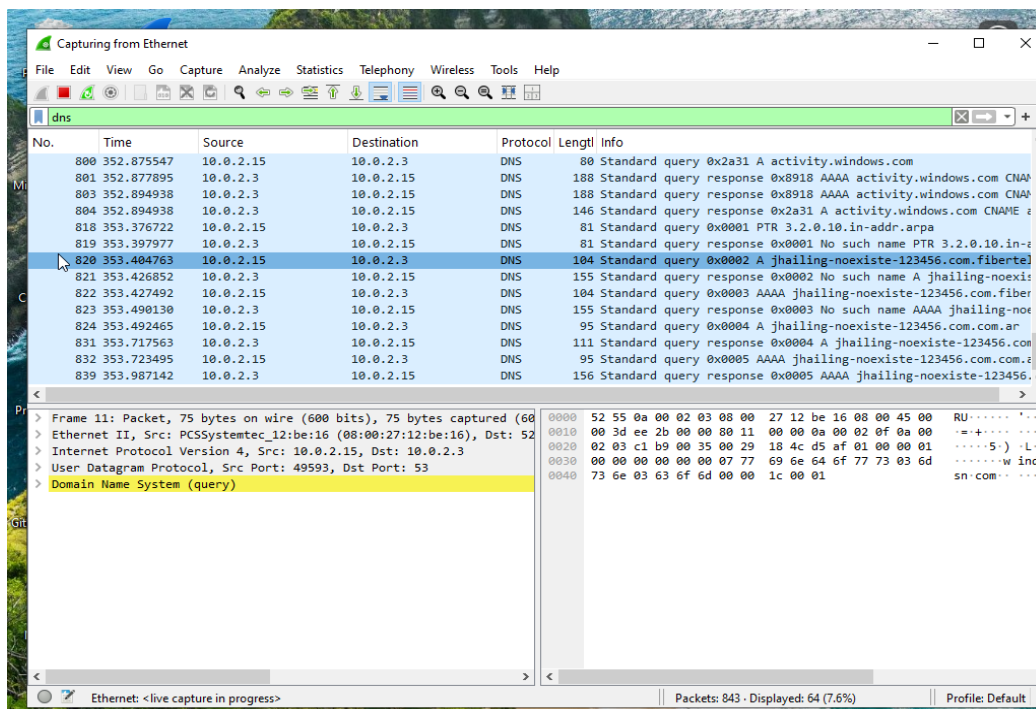 Capturing from Ethernet
File Edit View Go Capture Analyze Statistics Telephony Wireless Tools Help
dns
No. Time Source Destination Protocol Lengtl Info
800 352.875547 10.0.2.15 10.0.2.3 DNS 80 Standard query 0x2a31 A activity.windows.com
801 352.877895 10.0.2.3 10.0.2.15 DNS 188 Standard query response 0x8918 AAAA activity.windows.com CNAM
803 352.894938 10.0.2.3 10.0.2.15 DNS 188 Standard query response 0x8918 AAAA activity.windows.com CNAM
804 352.894938 10.0.2.3 10.0.2.15 DNS 146 Standard query response 0x2a31 A activity.windows.com CNAME a
818 353.376722 10.0.2.15 10.0.2.3 DNS 81 Standard query 0x0001 PTR 3.2.0.10.in-addr.arpa
819 353.397977 10.0.2.3 10.0.2.15 DNS 81 Standard query response 0x0001 No such name PTR 3.2.0.10.in-a
820 353.404763 10.0.2.15 10.0.2.3 DNS 104 Standard query 0x0002 A jhailing-noexiste-123456.com.fibertel
821 353.426852 10.0.2.3 10.0.2.15 DNS 155 Standard query response 0x0002 No such name A jhailing-noexis
822 353.427492 10.0.2.15 10.0.2.3 DNS 104 Standard query 0x0003 AAAA jhailing-noexiste-123456.com.fiber
823 353.490130 10.0.2.3 10.0.2.15 DNS 155 Standard query response 0x0003 No such name AAAA jhailing-noe
824 353.492465 10.0.2.15 10.0.2.3 DNS 95 Standard query 0x0004 A jhailing-noexiste-123456.com.com.ar
831 353.717563 10.0.2.3 10.0.2.15 DNS 111 Standard query response 0x0004 A jhailing-noexiste-123456.com
832 353.723495 10.0.2.15 10.0.2.3 DNS 95 Standard query 0x0005 AAAA jhailing-noexiste-123456.com.com.a
839 353.987142 10.0.2.3 10.0.2.15 DNS 156 Standard query response 0x0005 AAAA jhailing-noexiste-123456.
Frame 11: Packet, 75 bytes on wire (600 bits), 75 bytes captured (60
Ethernet II, Src: PCSSystemtec_12:be:16 (08:00:27:12:be:16), Dst: 52
Internet Protocol Version 4, Src: 10.0.2.15, Dst: 10.0.2.3
User Datagram Protocol, Src Port: 49593, Dst Port: 53
Domain Name System (query)
0000 52 55 0a 00 02 03 08 00 27 12 be 16 08 00 45 00 RU······ '··
0010 00 3d ee 2b 00 00 80 11 00 00 0a 00 02 0f 0a 00 ·=·+····
0020 02 03 c1 b9 00 35 00 29 18 4c d5 af 01 00 00 01 ·····5·) ·L·
0030 00 00 00 00 00 00 07 77 69 6e 64 6f 77 73 03 6d ·······w inc
0040 73 6e 03 63 6f 6d 00 00 1c 00 01 sn·com·· ···
Ethernet: <live capture in progress>
Packets: 843 · Displayed: 64 (7.6%)
Profile: Default